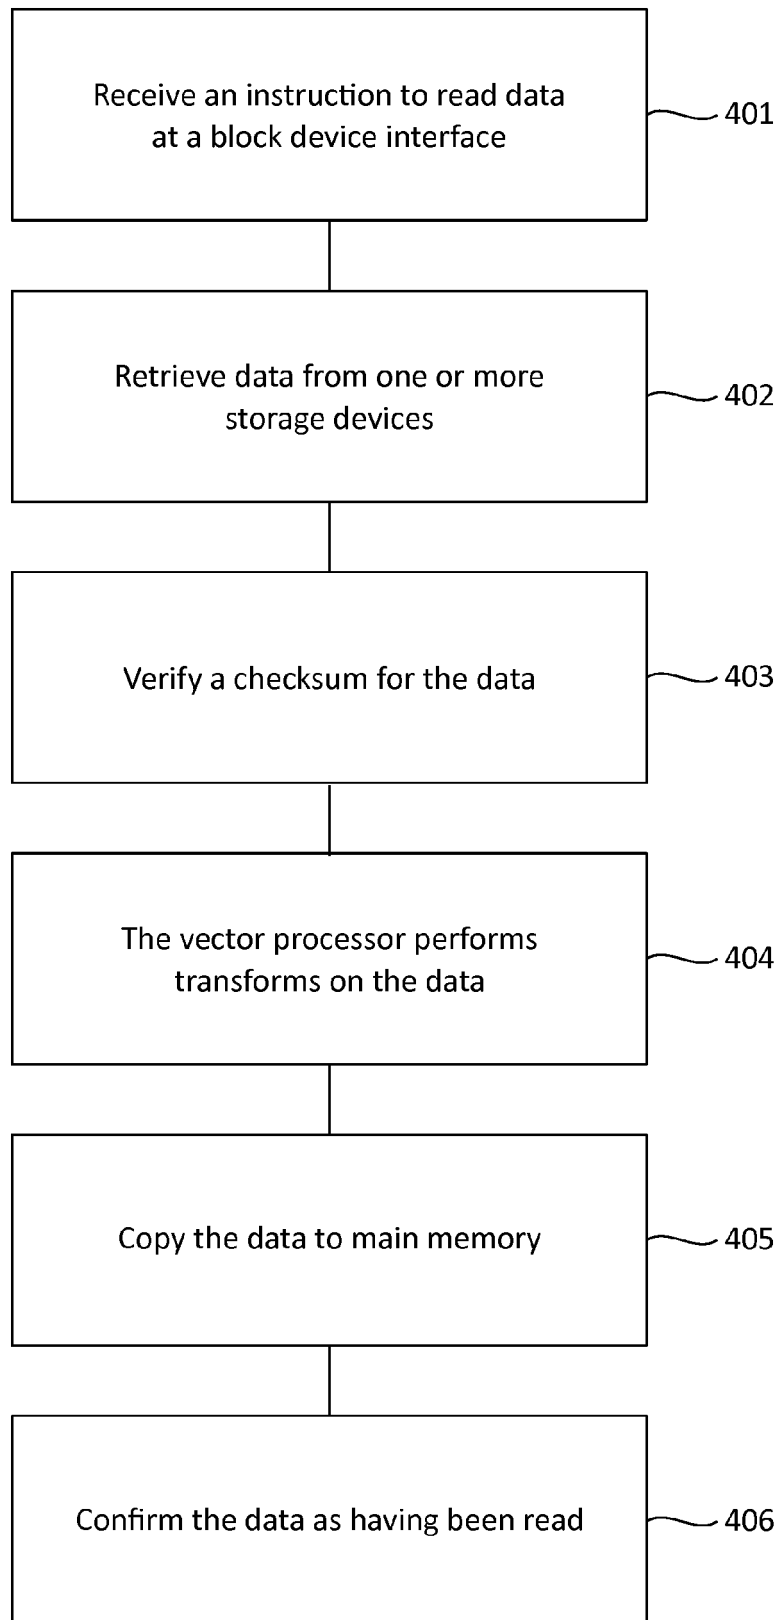 Receive an instruction to read data
at a block device interface
401
Retrieve data from one or more
storage devices
402
Verify a checksum for the data
403
The vector processor performs
transforms on the data
404
Copy the data to main memory
405
Confirm the data as having been read
406